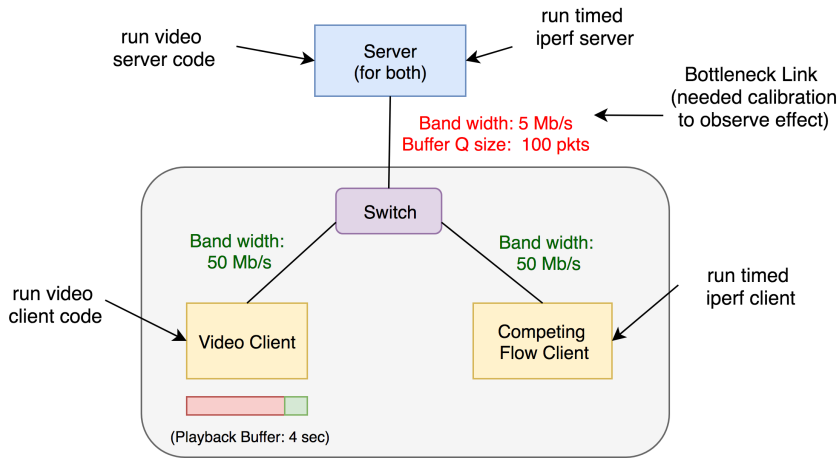 run video
server code
Server
(for both)
run timed
iperf server
Bottleneck Link
(needed calibration
to observe effect)
Band width: 5 Mb/s
Buffer Q size: 100 pkts
Switch
Band width:
50 Mb/s
Band width:
50 Mb/s
run video
client code
Video Client
Competing
Flow Client
run timed
iperf client
(Playback Buffer: 4 sec)